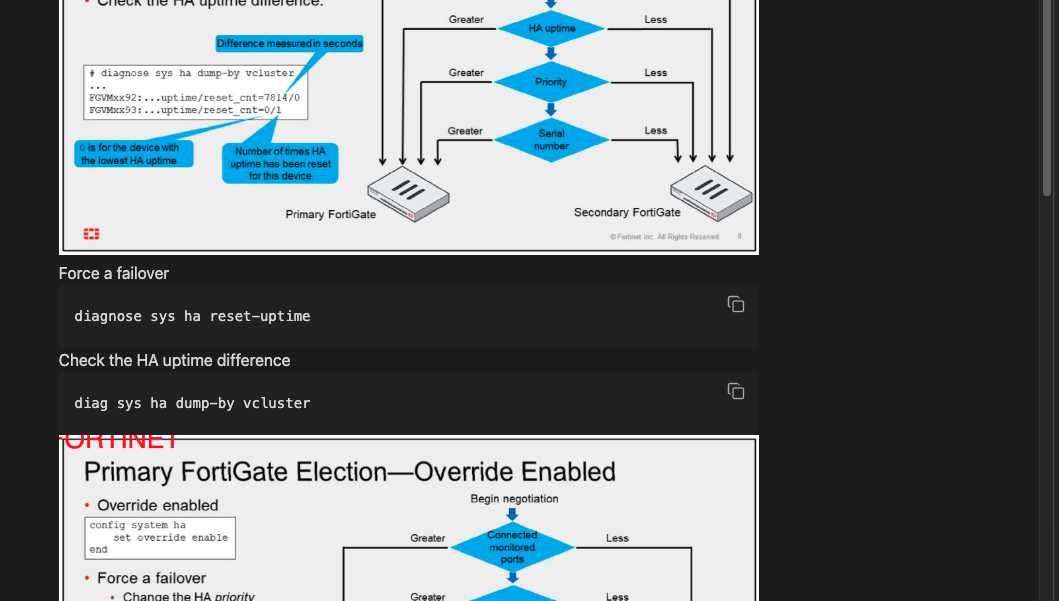 • Check the HA uptime difference:
Difference measured in seconds
# diagnose sys ha dump-by vcluster
...
FGVMxx92:...uptime/reset_cnt=7814/0
FGVMxx93:...uptime/reset_cnt=0/1
0 is for the device with
the lowest HA uptime
Number of times HA
uptime has been reset
for this device
Greater
HA uptime
Less
Greater
Priority
Less
Greater
Serial
number
Less
Primary FortiGate
Secondary FortiGate
© Fortinet Inc. All Rights Reserved.
Force a failover
diagnose sys ha reset-uptime
Check the HA uptime difference
diag sys ha dump-by vcluster
FORTINET
Primary FortiGate Election—Override Enabled
• Override enabled
config system ha
set override enable
end
• Force a failover
• Change the HA priority
Begin negotiation
Greater
Connected
monitored
ports
Less
Greater
Less